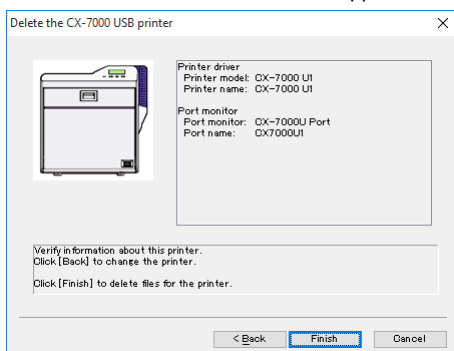 Delete the CX-7000 USB printer
Printer driver
Printer model: CX-7000 U1
Printer name: CX-7000 U1
Port monitor
Port monitor: CX-7000U Port
Port name: CX7000U1
Verify information about this printer.
Click [Back] to change the printer.
Click [Finish] to delete files for the printer.
< Back
Finish
Cancel